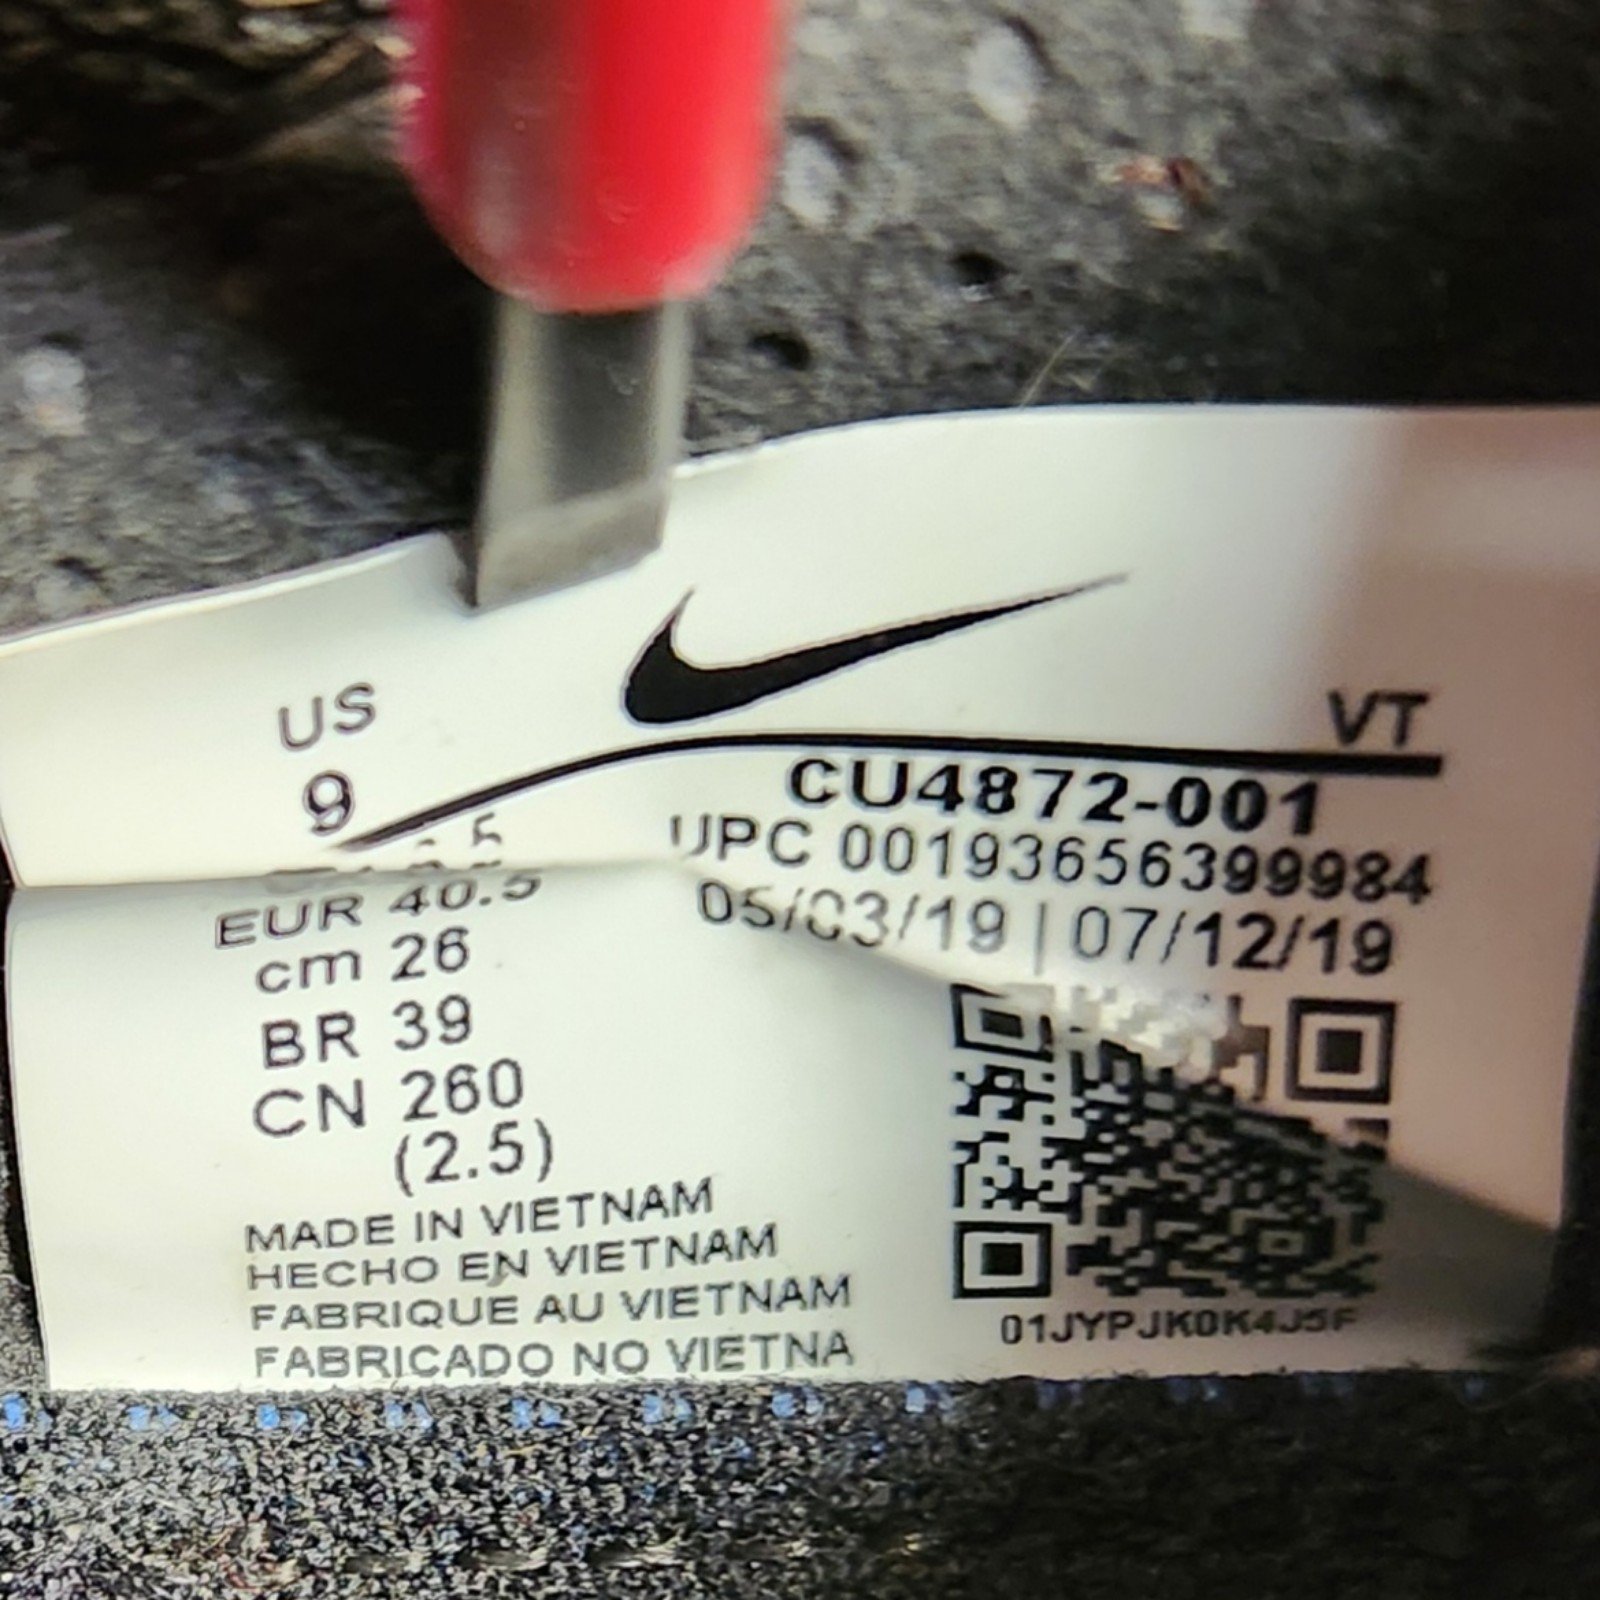 US
9
VT
CU4872-001
UPC 00193656399984
05/03/19 | 07/12/19
EUR 40.5
cm 26
BR 39
CN 260
(2.5)
MADE IN VIETNAM
HECHO EN VIETNAM
FABRIQUE AU VIETNAM
FABRICADO NO VIETNA
01JYPJK0K4J5F